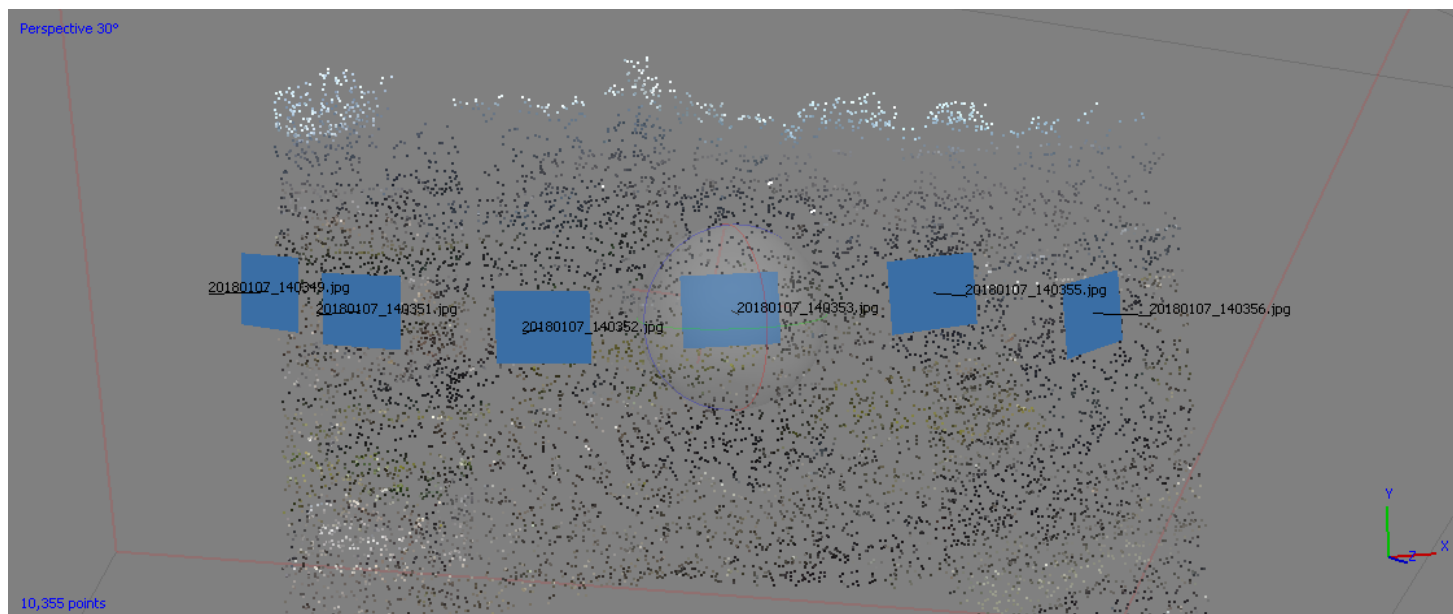 Perspective 30°
20180107_140349.jpg
20180107_140351.jpg
20180107_140352.jpg
20180107_140353.jpg
20180107_140355.jpg
20180107_140356.jpg
Y
X
Z
10,355 points